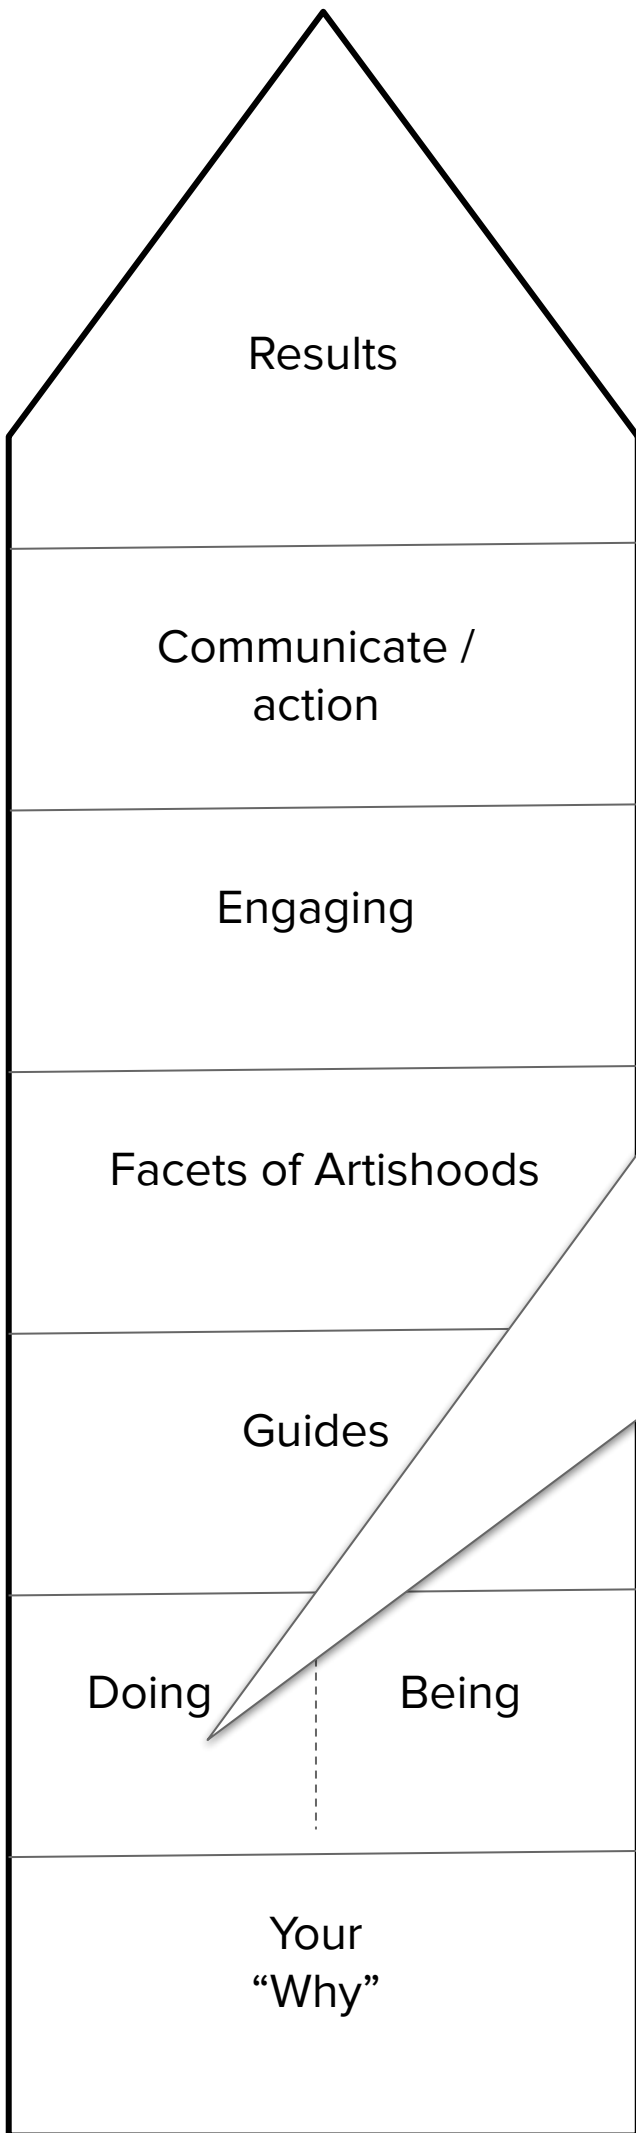 Results
Communicate /
action
Engaging
Facets of Artishoods
Guides
Doing Being
Your
“Why”